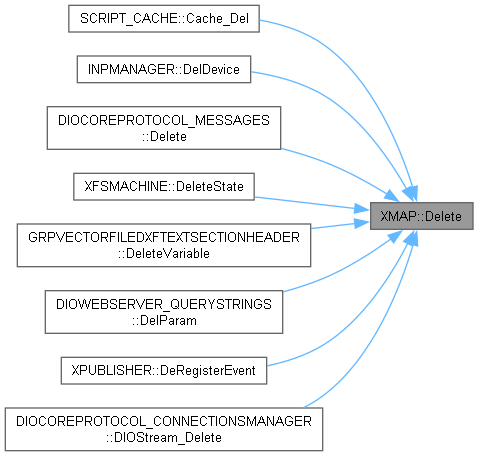 SCRIPT_CACHE::Cache_Del
INPMANAGER::DelDevice
DIOCOREPROTOCOL_MESSAGES
::Delete
XFSMACHINE::DeleteState
XMAP::Delete
GRPVECTORFILEDXFTEXTSECTIONHEADER
::DeleteVariable
DIOWEBSERVER_QUERYSTRINGS
::DelParam
XPUBLISHER::DeRegisterEvent
DIOCOREPROTOCOL_CONNECTIONSMANAGER
::DIOStream_Delete